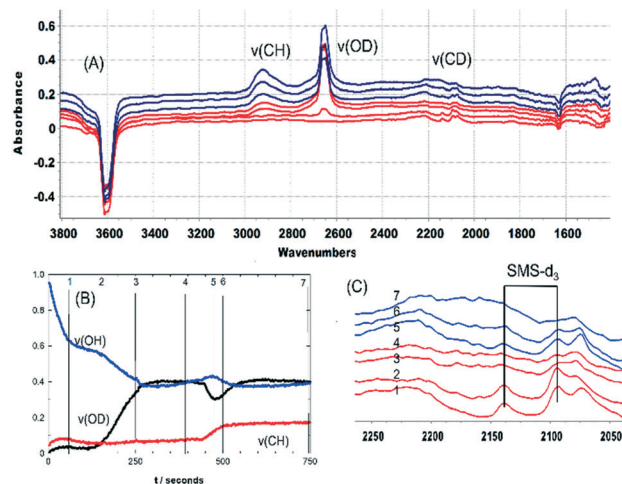 (A)
ν(CH)
ν(OD)
ν(CD)
Absorbance
0.6
0.4
0.2
0
-0.2
-0.4
3800 3600 3400 3200 3000 2800 2600 2400 2200 2000 1800 1600
Wavenumbers
(B)
1.0
0.8
0.6
0.4
0.2
0
1 2 3 4 5 6 7
ν(OH)
ν(OD)
ν(CH)
0 250 500 750
t / seconds
(C)
SMS-d₃
7
6
5
4
3
2
1
2250 2200 2150 2100 2050